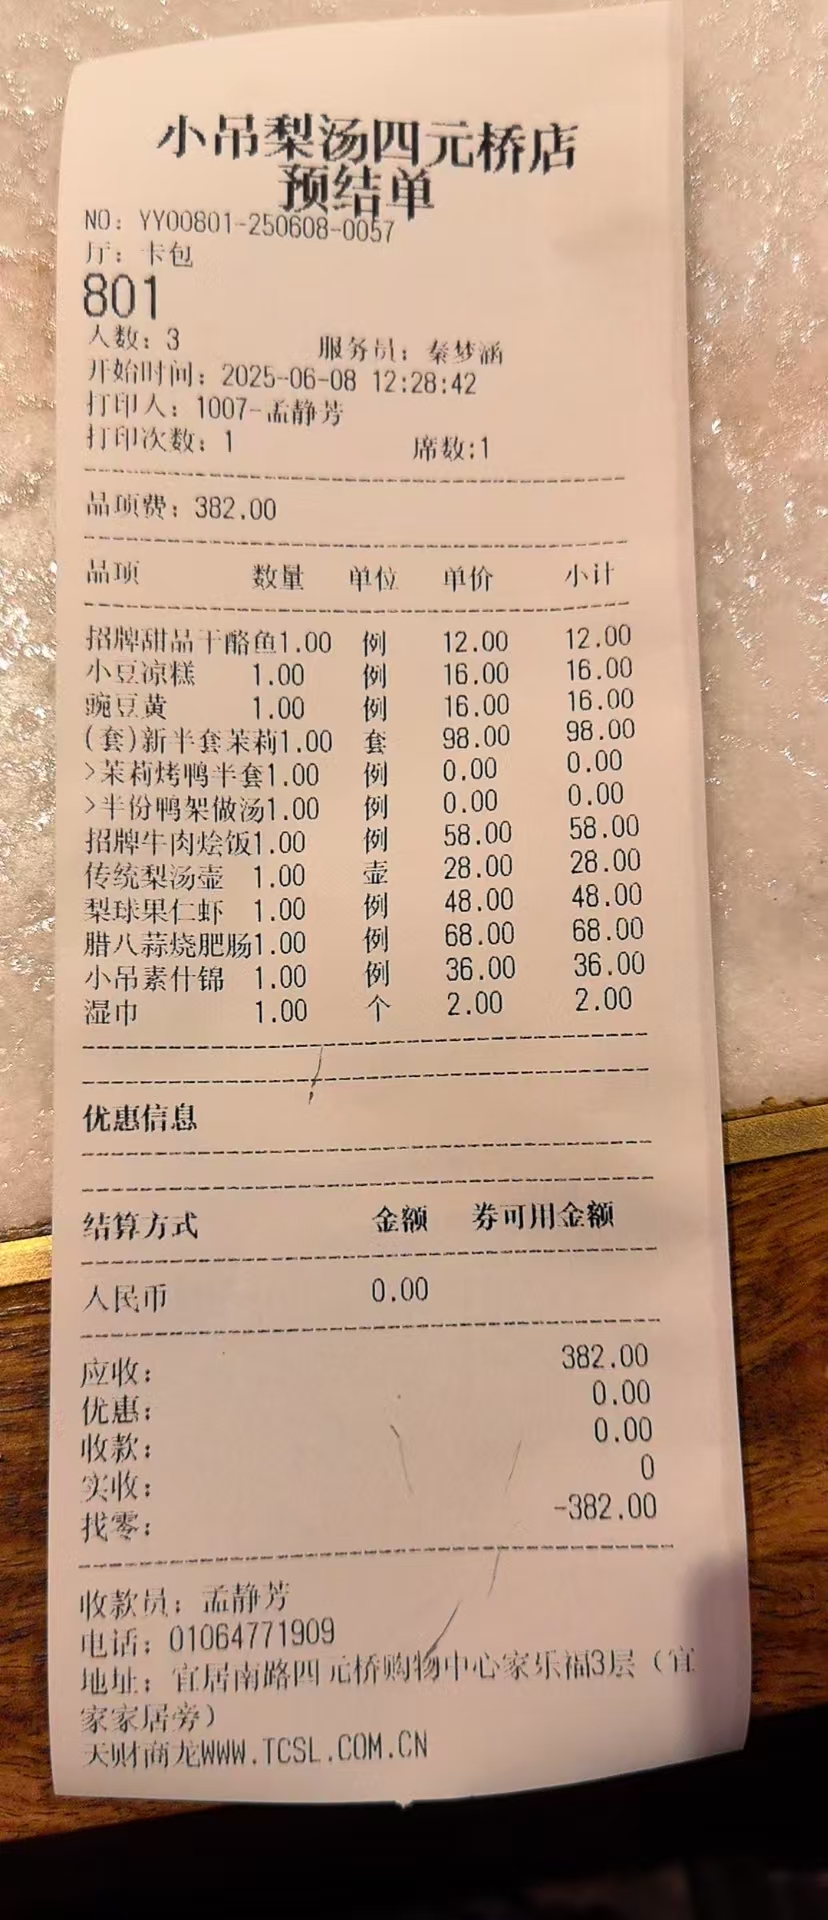 小吊梨汤四元桥店
预结单
NO: YY00801-250608-0057
厅: 卡包
801
人数: 3 服务员: 秦梦涵
开始时间: 2025-06-08 12:28:42
打印人: 1007-孟静芳
打印次数: 1 席数:1
品项费: 382.00
品项 数量 单位 单价 小计
招牌甜品干酪鱼1.00 例 12.00 12.00
小豆凉糕 1.00 例 16.00 16.00
豌豆黄 1.00 例 16.00 16.00
(套)新半套茉莉1.00 套 98.00 98.00
>茉莉烤鸭半套1.00 例 0.00 0.00
>半份鸭架做汤1.00 例 0.00 0.00
招牌牛肉烩饭1.00 例 58.00 58.00
传统梨汤壶 1.00 壶 28.00 28.00
梨球果仁虾 1.00 例 48.00 48.00
腊八蒜烧肥肠1.00 例 68.00 68.00
小吊素什锦 1.00 例 36.00 36.00
湿巾 1.00 个 2.00 2.00
优惠信息
结算方式 金额 券可用金额
人民币 0.00
应收: 382.00
优惠: 0.00
收款: 0.00
实收: 0
找零: -382.00
收款员: 孟静芳
电话: 01064771909
地址: 宜居南路四元桥购物中心家乐福3层（宜
家家居旁）
天财商龙WWW.TCSL.COM.CN